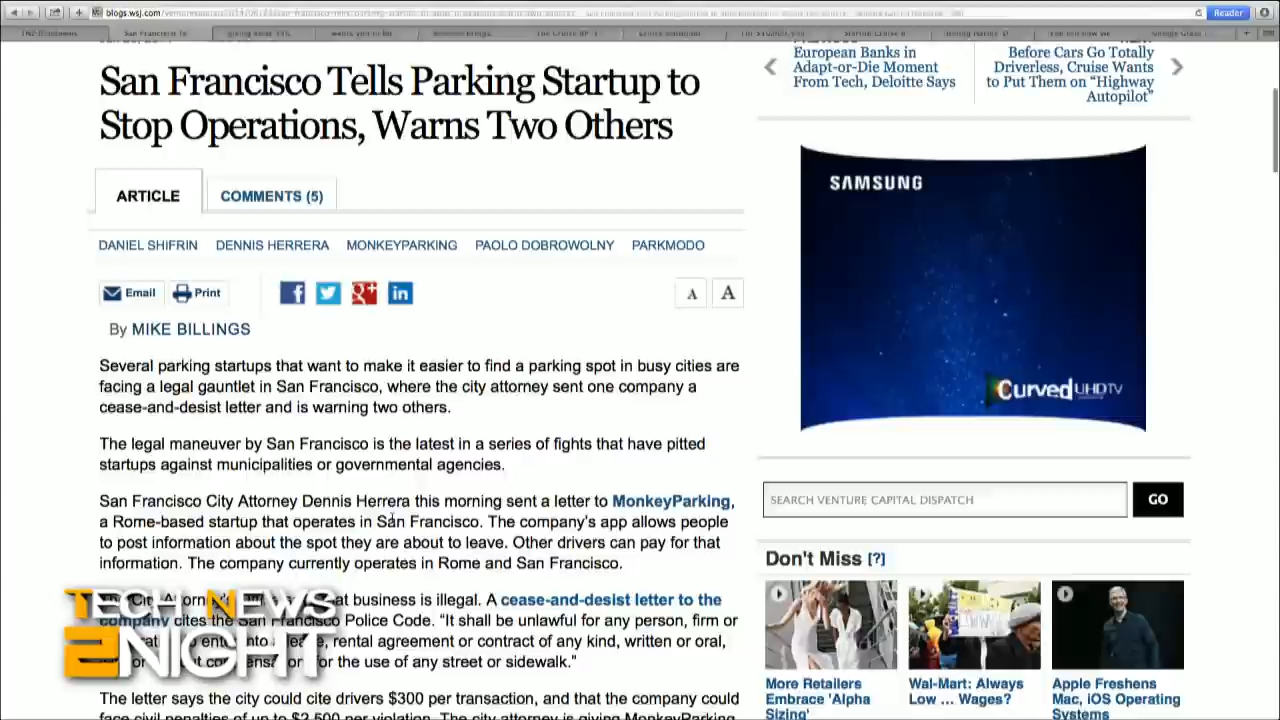 blogs.wsj.com
Reader
San Francisco Tells Parking Startup to
Stop Operations, Warns Two Others
ARTICLE
COMMENTS (5)
DANIEL SHIFRIN DENNIS HERRERA MONKEYPARKING PAOLO DOBROWOLNY PARKMODO
Email Print
A A
By MIKE BILLINGS
Several parking startups that want to make it easier to find a parking spot in busy cities are
facing a legal gauntlet in San Francisco, where the city attorney sent one company a
cease-and-desist letter and is warning two others.
The legal maneuver by San Francisco is the latest in a series of fights that have pitted
startups against municipalities or governmental agencies.
San Francisco City Attorney Dennis Herrera this morning sent a letter to MonkeyParking,
a Rome-based startup that operates in San Francisco. The company's app allows people
to post information about the spot they are about to leave. Other drivers can pay for that
information. The company currently operates in Rome and San Francisco.
City Attorney business is illegal. A cease-and-desist letter to the
company cites the San Francisco Police Code. "It shall be unlawful for any person, firm or
rental agreement or contract of any kind, written or oral,
for the use of any street or sidewalk."
The letter says the city could cite drivers $300 per transaction, and that the company could
face civil penalties of up to $2,500 per violation. The city attorney is giving MonkeyParking
TECH NEWS
2NIGHT
European Banks in
Adapt-or-Die Moment
From Tech, Deloitte Says
Before Cars Go Totally
Driverless, Cruise Wants
to Put Them on "Highway
Autopilot"
SAMSUNG
Curved UHD TV
SEARCH VENTURE CAPITAL DISPATCH
GO
Don't Miss [?]
More Retailers
Embrace 'Alpha
Sizing'
Wal-Mart: Always
Low ... Wages?
Apple Freshens
Mac, iOS Operating
Systems